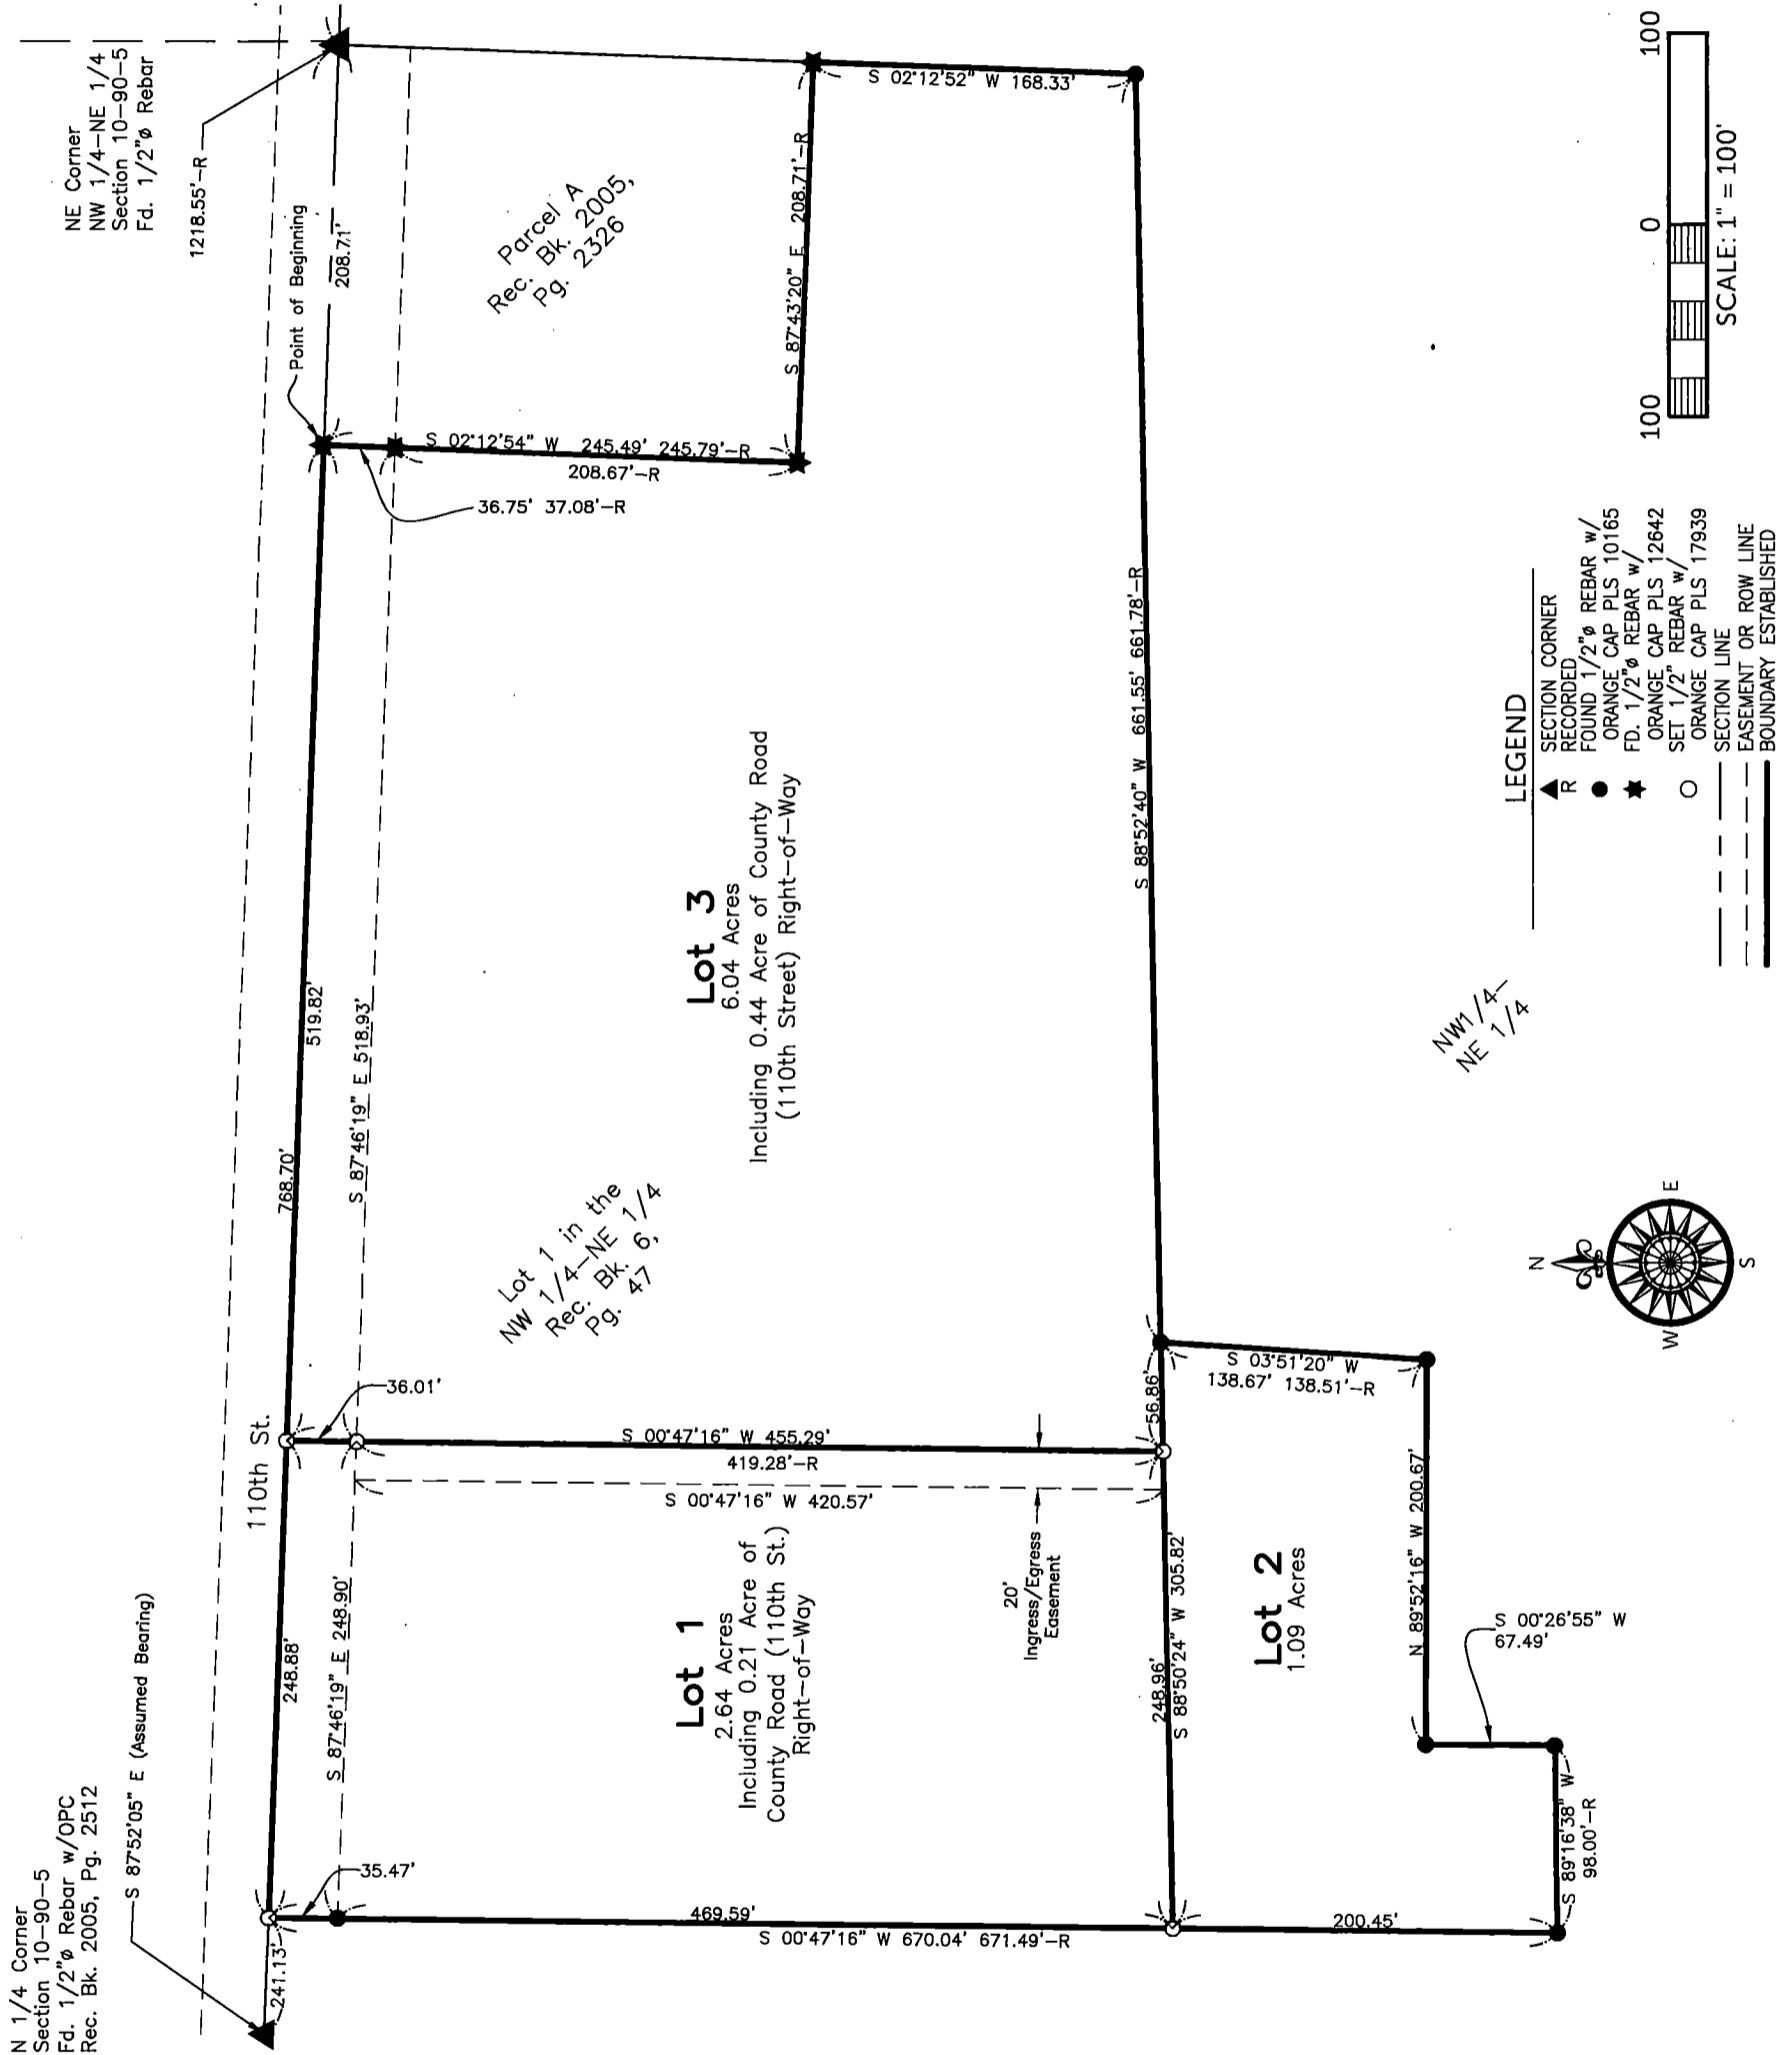 N 1/4 Corner
Section 10-90-5
Fd. 1/2"ø Rebar w/OPC
Rec. Bk. 2005, Pg. 2512
S 87°52'05" E (Assumed Bearing)
NE Corner
NW 1/4-NE 1/4
Section 10-90-5
Fd. 1/2"ø Rebar
1218.55'-R
Point of Beginning
208.71'
110th St.
241.13'
248.88'
768.70'
519.82'
35.47'
36.01'
36.75' 37.08'-R
S 87°46'19" E 248.90'
S 87°46'19" E 518.93'
Parcel A
Rec. Bk. 2005,
Pg. 2326
S 02°12'54" W 245.49' 245.79'-R
208.67'-R
S 87°43'20" E 208.71'-R
S 02°12'52" W 168.33'
Lot 1 in the
NW 1/4-NE 1/4
Rec. Bk. 6,
Pg. 47
Lot 3
6.04 Acres
Including 0.44 Acre of County Road
(110th Street) Right-of-Way
S 88°52'40" W 661.55' 661.78'-R
S 00°47'16" W 455.29'
419.28'-R
S 00°47'16" W 420.57'
20'
Ingress/Egress
Easement
Lot 1
2.64 Acres
Including 0.21 Acre of
County Road (110th St.)
Right-of-Way
469.59'
S 00°47'16" W 670.04' 671.49'-R
200.45'
56.86'
248.96'
S 88°50'24" W 305.82'
Lot 2
1.09 Acres
S 03°51'20" W
138.67' 138.51'-R
N 89°52'16" W 200.67'
S 00°26'55" W
67.49'
S 89°16'38" W
98.00'-R
NW1/4-
NE 1/4
N
E
S
W
LEGEND
SECTION CORNER
R RECORDED
FOUND 1/2"ø REBAR w/
ORANGE CAP PLS 10165
FD. 1/2"ø REBAR w/
ORANGE CAP PLS 12642
SET 1/2" REBAR w/
ORANGE CAP PLS 17939
SECTION LINE
EASEMENT OR ROW LINE
BOUNDARY ESTABLISHED
100 0 100
SCALE: 1" = 100'